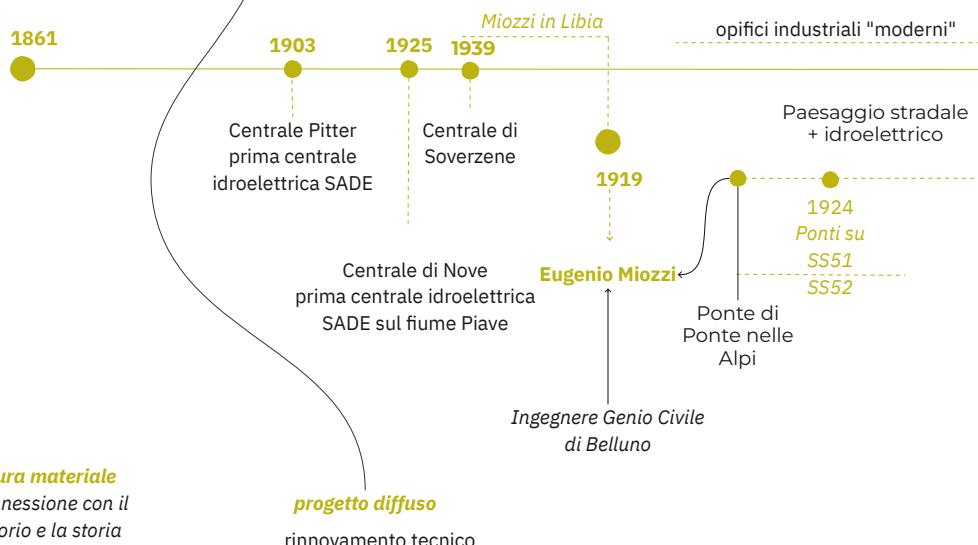 Miozzi in Libia
opifici industriali "moderni"
1861
1903
1925
1939
Centrale Pitter
prima centrale
idroelettrica SADE
Centrale di
Soverzene
Paesaggio stradale
+ idroelettrico
1919
1924
Ponti su
SS51
SS52
Centrale di Nove
prima centrale idroelettrica
SADE sul fiume Piave
Eugenio Miozzi
Ponte di
Ponte nelle
Alpi
Ingegnere Genio Civile
di Belluno
ura materiale
nessione con il
orio e la storia
progetto diffuso
rinnovamento tecnico